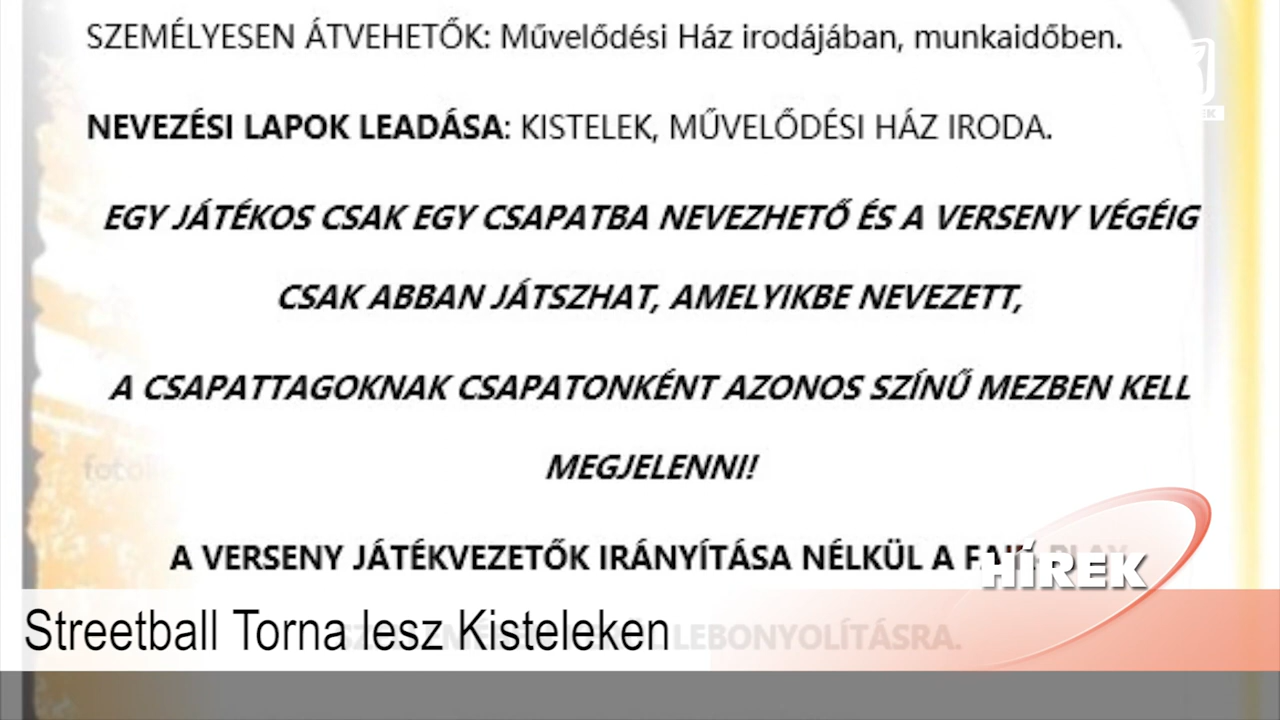 SZEMÉLYESEN ÁTVEHETŐK: Művelődési Ház irodájában, munkaidőben.
NEVEZÉSI LAPOK LEADÁSA: KISTELEK, MŰVELŐDÉSI HÁZ IRODA.
EGY JÁTÉKOS CSAK EGY CSAPATBA NEVEZHETŐ ÉS A VERSENY VÉGÉIG
CSAK ABBAN JÁTSZHAT, AMELYIKBE NEVEZETT,
A CSAPATTAGOKNAK CSAPATONKÉNT AZONOS SZÍNŰ MEZBEN KELL
MEGJELENNI!
A VERSENY JÁTÉKVEZETŐK IRÁNYÍTÁSA NÉLKÜL A FAIR PLAY
HÍREK
Streetball Torna lesz Kisteleken
LEBONYOLÍTÁSRA.